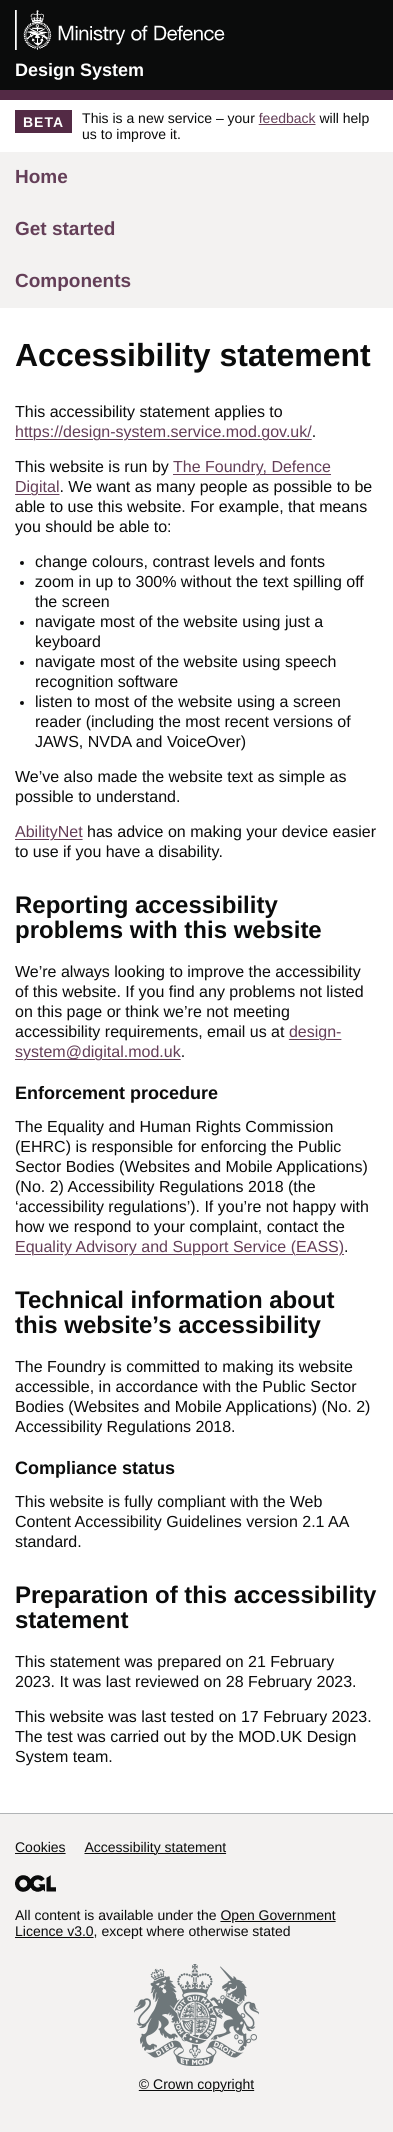 Ministry of Defence
Design System
BETA
This is a new service – your feedback will help
us to improve it.
Home
Get started
Components
Accessibility statement
This accessibility statement applies to
https://design-system.service.mod.gov.uk/.
This website is run by The Foundry, Defence
Digital. We want as many people as possible to be
able to use this website. For example, that means
you should be able to:
• change colours, contrast levels and fonts
• zoom in up to 300% without the text spilling off
the screen
• navigate most of the website using just a
keyboard
• navigate most of the website using speech
recognition software
• listen to most of the website using a screen
reader (including the most recent versions of
JAWS, NVDA and VoiceOver)
We’ve also made the website text as simple as
possible to understand.
AbilityNet has advice on making your device easier
to use if you have a disability.
Reporting accessibility
problems with this website
We’re always looking to improve the accessibility
of this website. If you find any problems not listed
on this page or think we’re not meeting
accessibility requirements, email us at design-
system@digital.mod.uk.
Enforcement procedure
The Equality and Human Rights Commission
(EHRC) is responsible for enforcing the Public
Sector Bodies (Websites and Mobile Applications)
(No. 2) Accessibility Regulations 2018 (the
‘accessibility regulations’). If you’re not happy with
how we respond to your complaint, contact the
Equality Advisory and Support Service (EASS).
Technical information about
this website’s accessibility
The Foundry is committed to making its website
accessible, in accordance with the Public Sector
Bodies (Websites and Mobile Applications) (No. 2)
Accessibility Regulations 2018.
Compliance status
This website is fully compliant with the Web
Content Accessibility Guidelines version 2.1 AA
standard.
Preparation of this accessibility
statement
This statement was prepared on 21 February
2023. It was last reviewed on 28 February 2023.
This website was last tested on 17 February 2023.
The test was carried out by the MOD.UK Design
System team.
Cookies Accessibility statement
OGL
All content is available under the Open Government
Licence v3.0, except where otherwise stated
DIEU ET MON DROIT
© Crown copyright